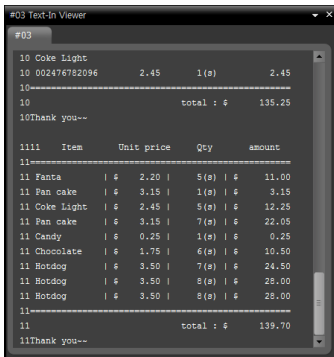 #03 Text-In Viewer
#03
10 Coke Light
10 002476782096 2.45 1(s) 2.45
10==================================================
10 total : $ 135.25
10Thank you~~
1111 Item Unit price Qty amount
11==================================================
11 Fanta | $ 2.20 | 5(s) | $ 11.00
11 Pan cake | $ 3.15 | 1(s) | $ 3.15
11 Coke Light | $ 2.45 | 5(s) | $ 12.25
11 Pan cake | $ 3.15 | 7(s) | $ 22.05
11 Candy | $ 0.25 | 1(s) | $ 0.25
11 Chocolate | $ 1.75 | 6(s) | $ 10.50
11 Hotdog | $ 3.50 | 7(s) | $ 24.50
11 Hotdog | $ 3.50 | 8(s) | $ 28.00
11 Hotdog | $ 3.50 | 8(s) | $ 28.00
11==================================================
11 total : $ 139.70
11Thank you~~